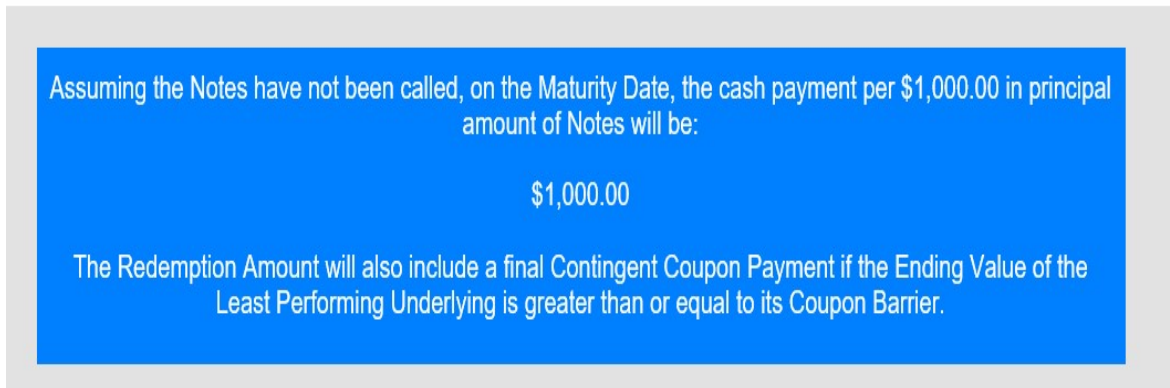 Assuming the Notes have not been called, on the Maturity Date, the cash payment per $1,000.00 in principal
amount of Notes will be:
$1,000.00
The Redemption Amount will also include a final Contingent Coupon Payment if the Ending Value of the
Least Performing Underlying is greater than or equal to its Coupon Barrier.